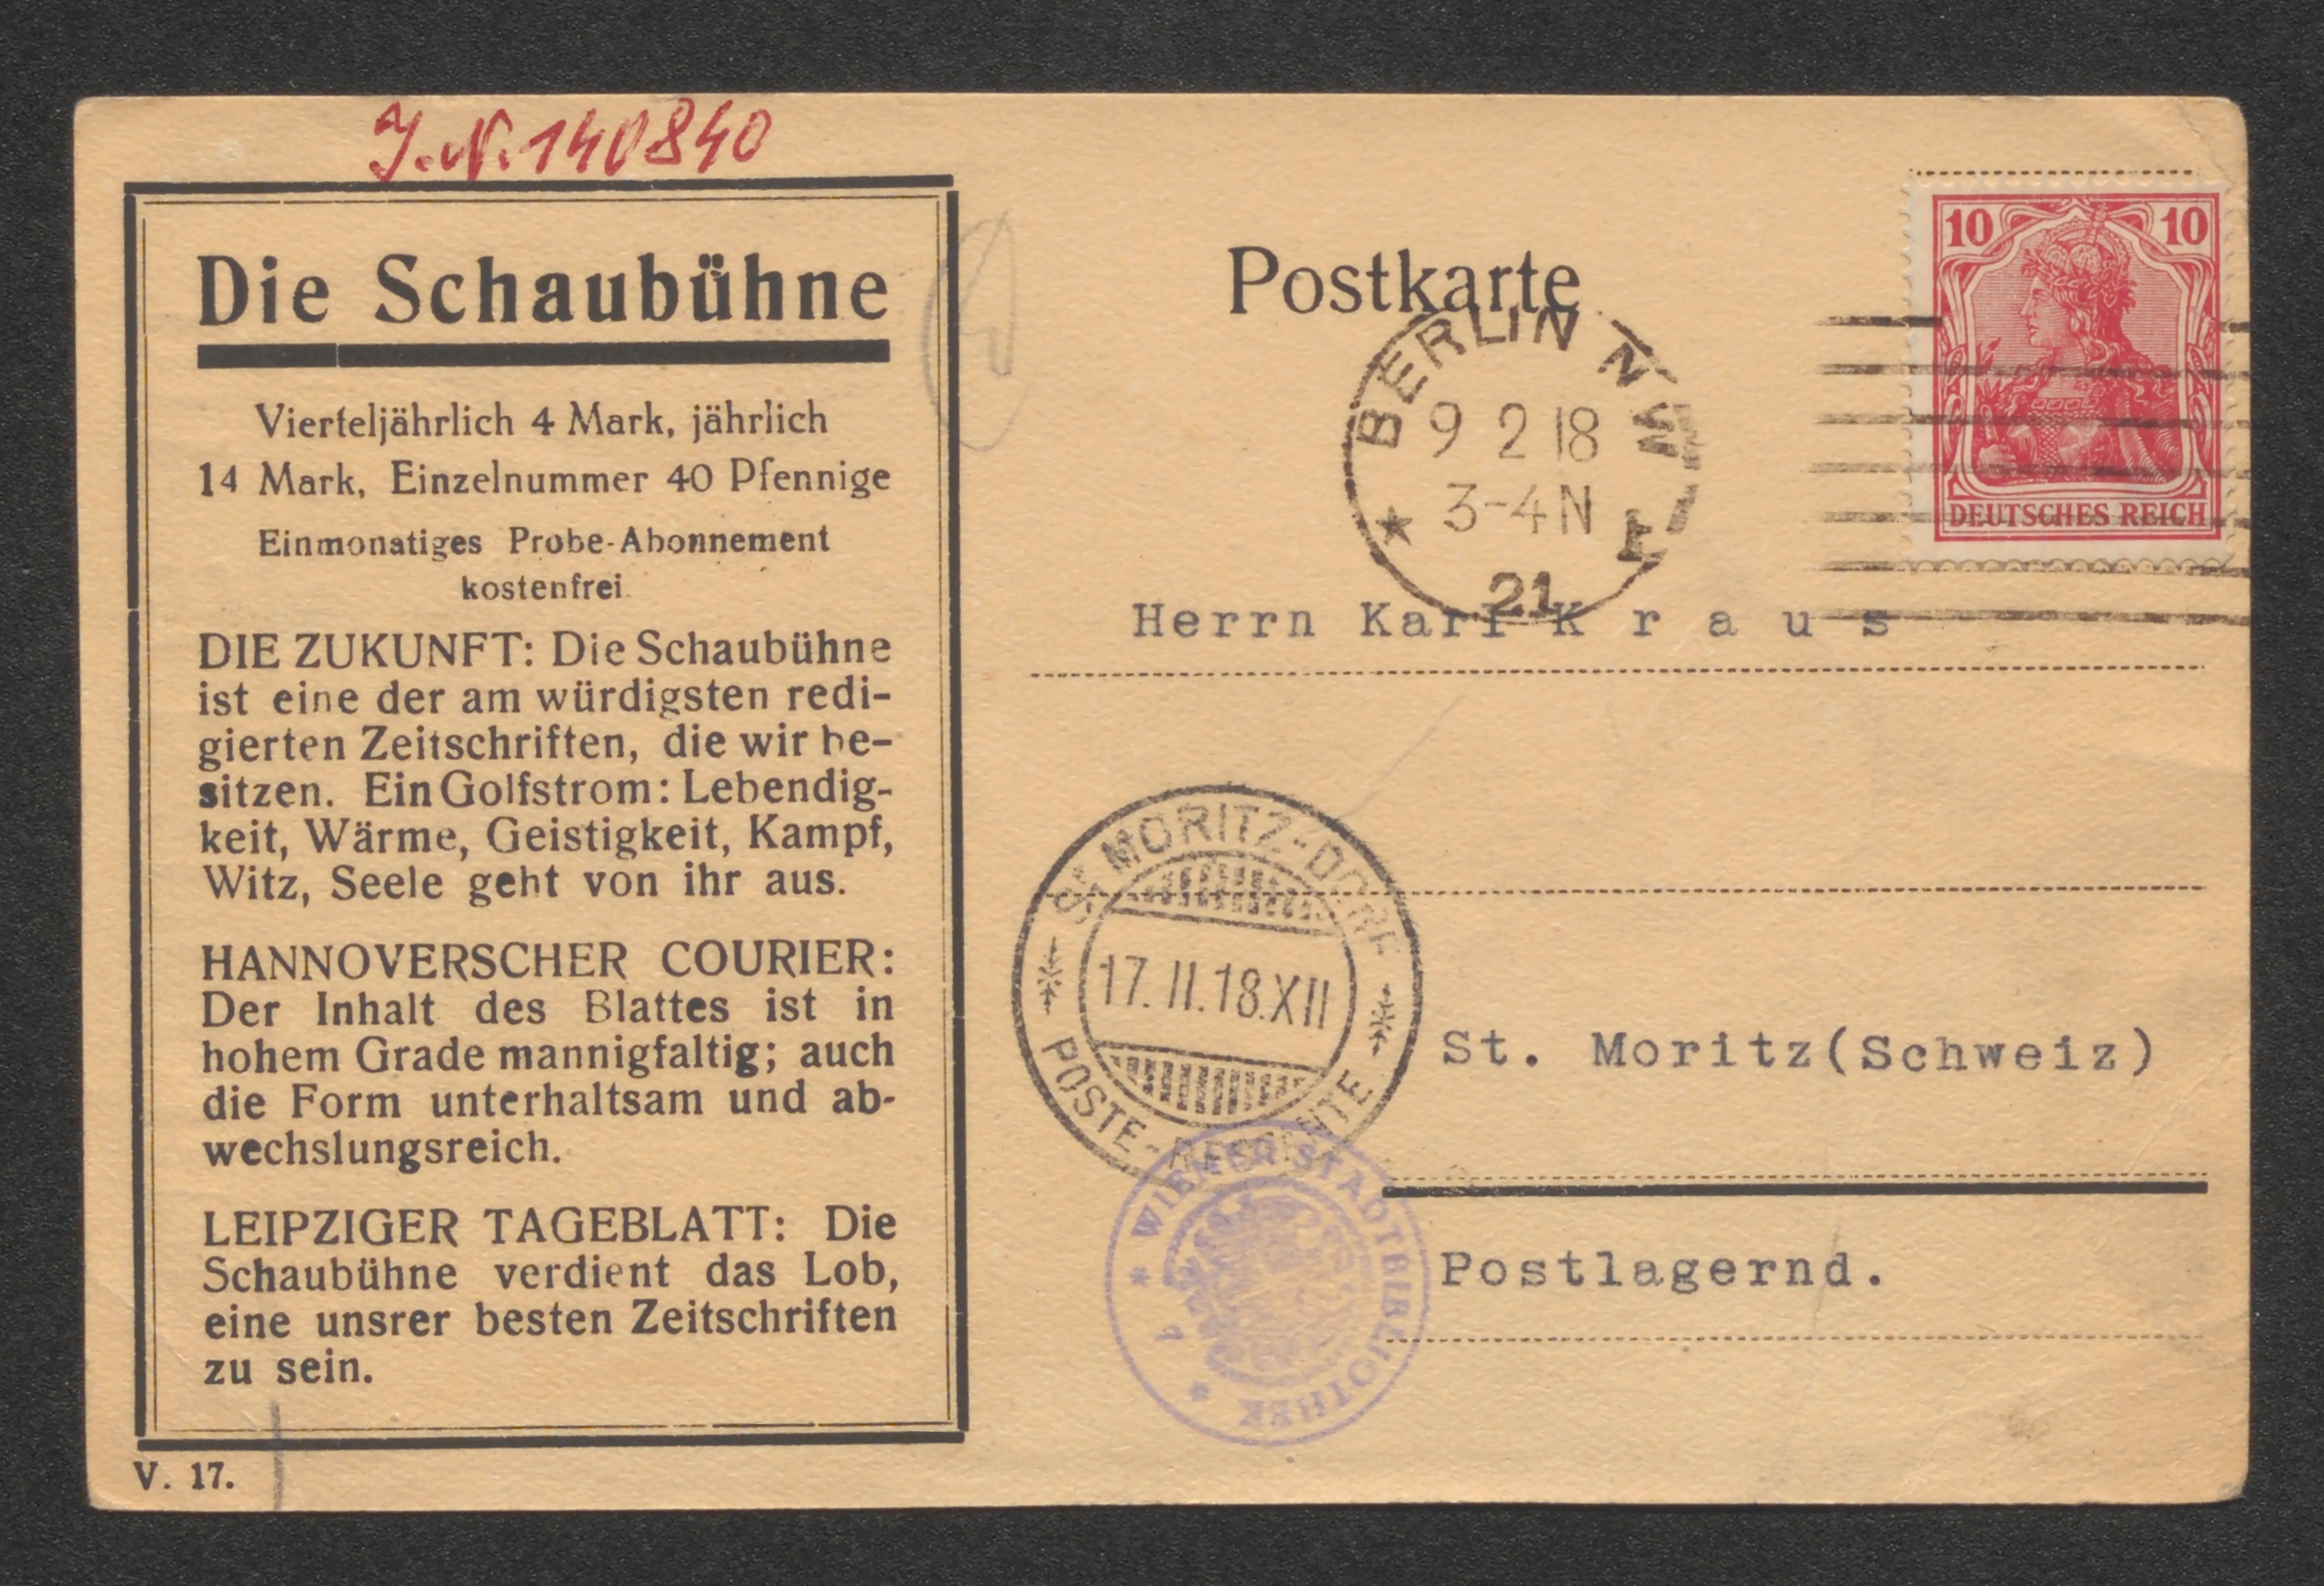 J.N. 140840
Die Schaubühne
Vierteljährlich 4 Mark, jährlich
14 Mark, Einzelnummer 40 Pfennige
Einmonatiges Probe-Abonnement
kostenfrei.
DIE ZUKUNFT: Die Schaubühne
ist eine der am würdigsten redi-
gierten Zeitschriften, die wir be-
sitzen. Ein Golfstrom: Lebendig-
keit, Wärme, Geistigkeit, Kampf,
Witz, Seele geht von ihr aus.
HANNOVERSCHER COURIER:
Der Inhalt des Blattes ist in
hohem Grade mannigfaltig; auch
die Form unterhaltsam und ab-
wechslungsreich.
LEIPZIGER TAGEBLATT: Die
Schaubühne verdient das Lob,
eine unsrer besten Zeitschriften
zu sein.
V. 17.
Postkarte
10 10
DEUTSCHES REICH
BERLIN NW
9 2 18
3-4 N
21
Herrn Karl K r a u s
ST. MORITZ-DORF
17. II. 18. XII
POSTE-RESTANTE
St. Moritz (Schweiz)
WIENER STADTBIBLIOTHEK
Postlagernd.